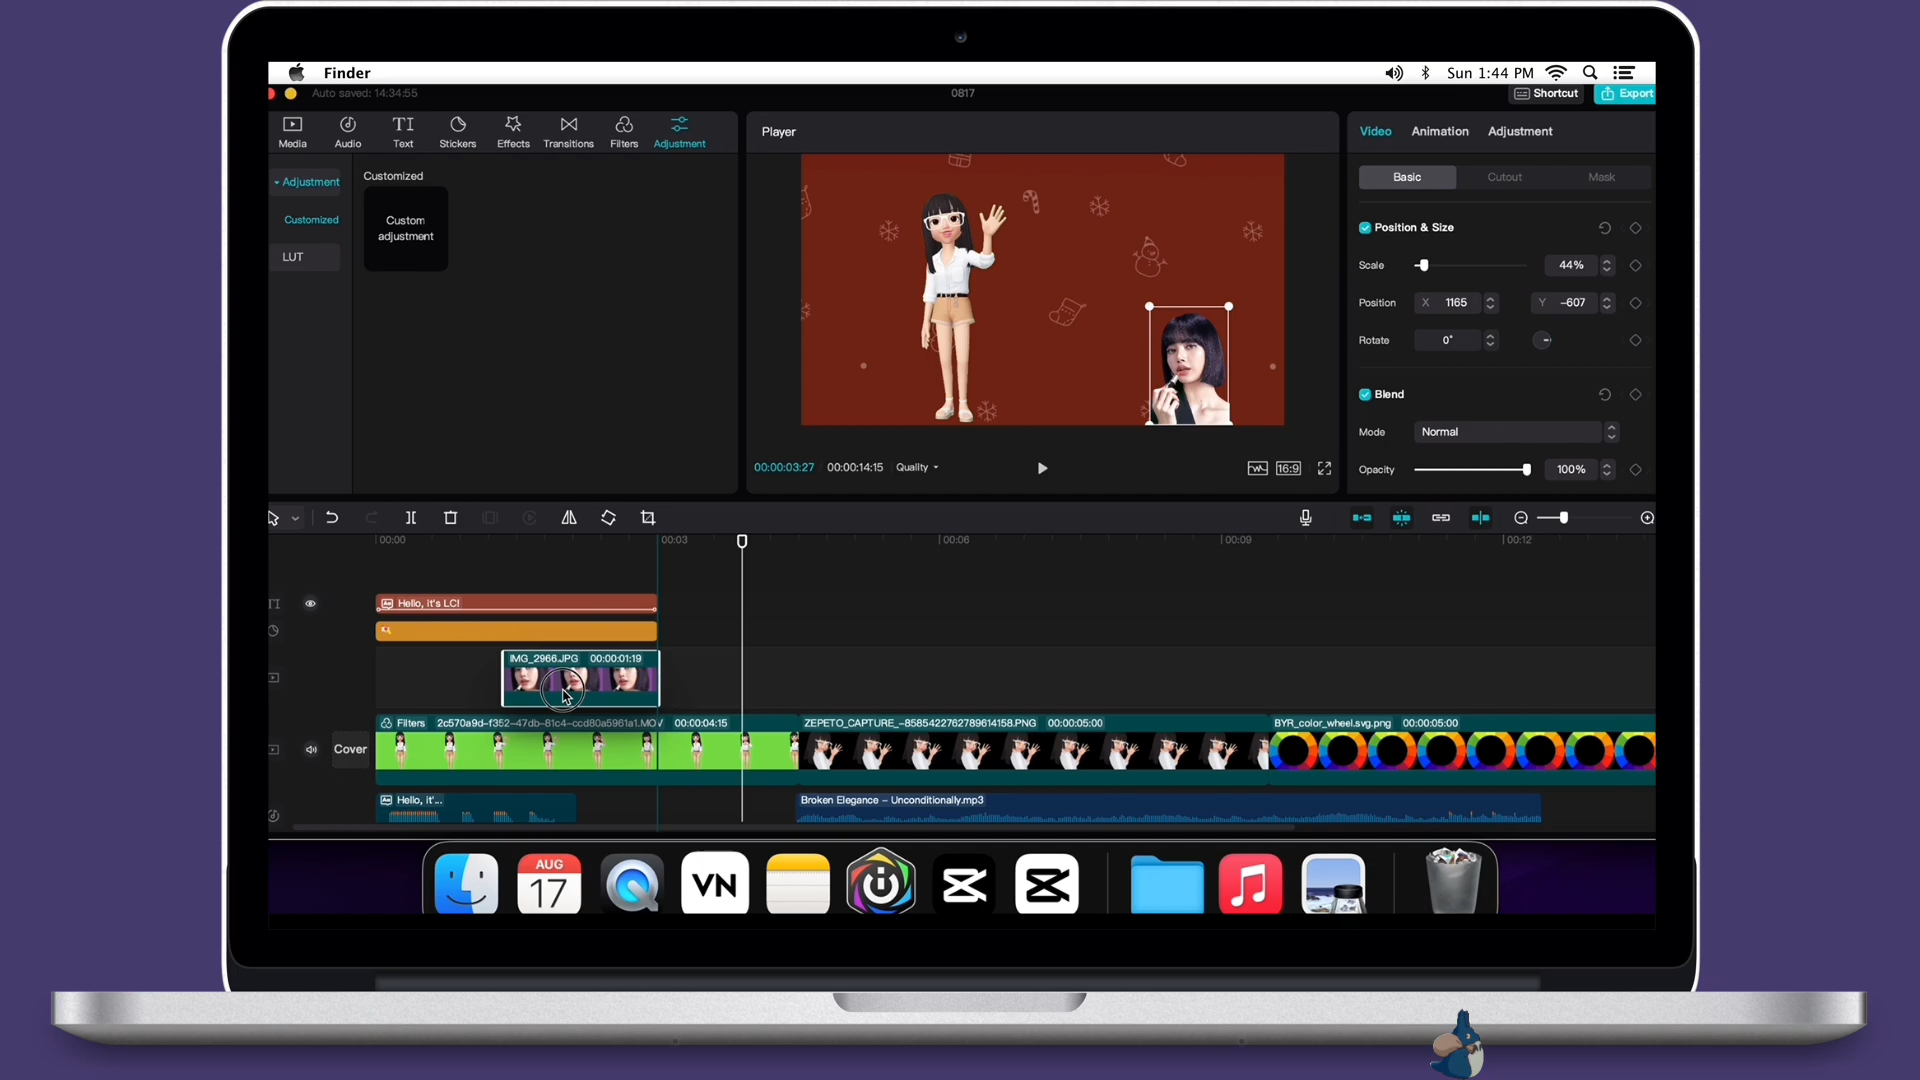 Finder
Sun 1:44 PM
Auto saved: 14:34:55
0817
Shortcut
Export
Media
Audio
TI
Text
Stickers
Effects
Transitions
Filters
Adjustment
Adjustment
Customized
LUT
Customized
Custom
adjustment
Player
00:00:03:27
00:00:14:15
Quality
16:9
Video
Animation
Adjustment
Basic
Cutout
Mask
Position & Size
Scale
44%
Position
X 1165
Y -607
Rotate
0°
Blend
Mode
Normal
Opacity
100%
00:00
00:03
00:06
00:09
00:12
TI
Hello, it's LC!
IMG_2966.JPG 00:00:01:19
Cover
Filters 2c570a9d-f352-47db-81c4-ccd80a5961a1.MOV 00:00:04:15
ZEPETO_CAPTURE_-8585422762789614158.PNG 00:00:05:00
BYR_color_wheel.svg.png 00:00:05:00
Hello, it'...
Broken Elegance - Unconditionally.mp3
AUG
17
VN